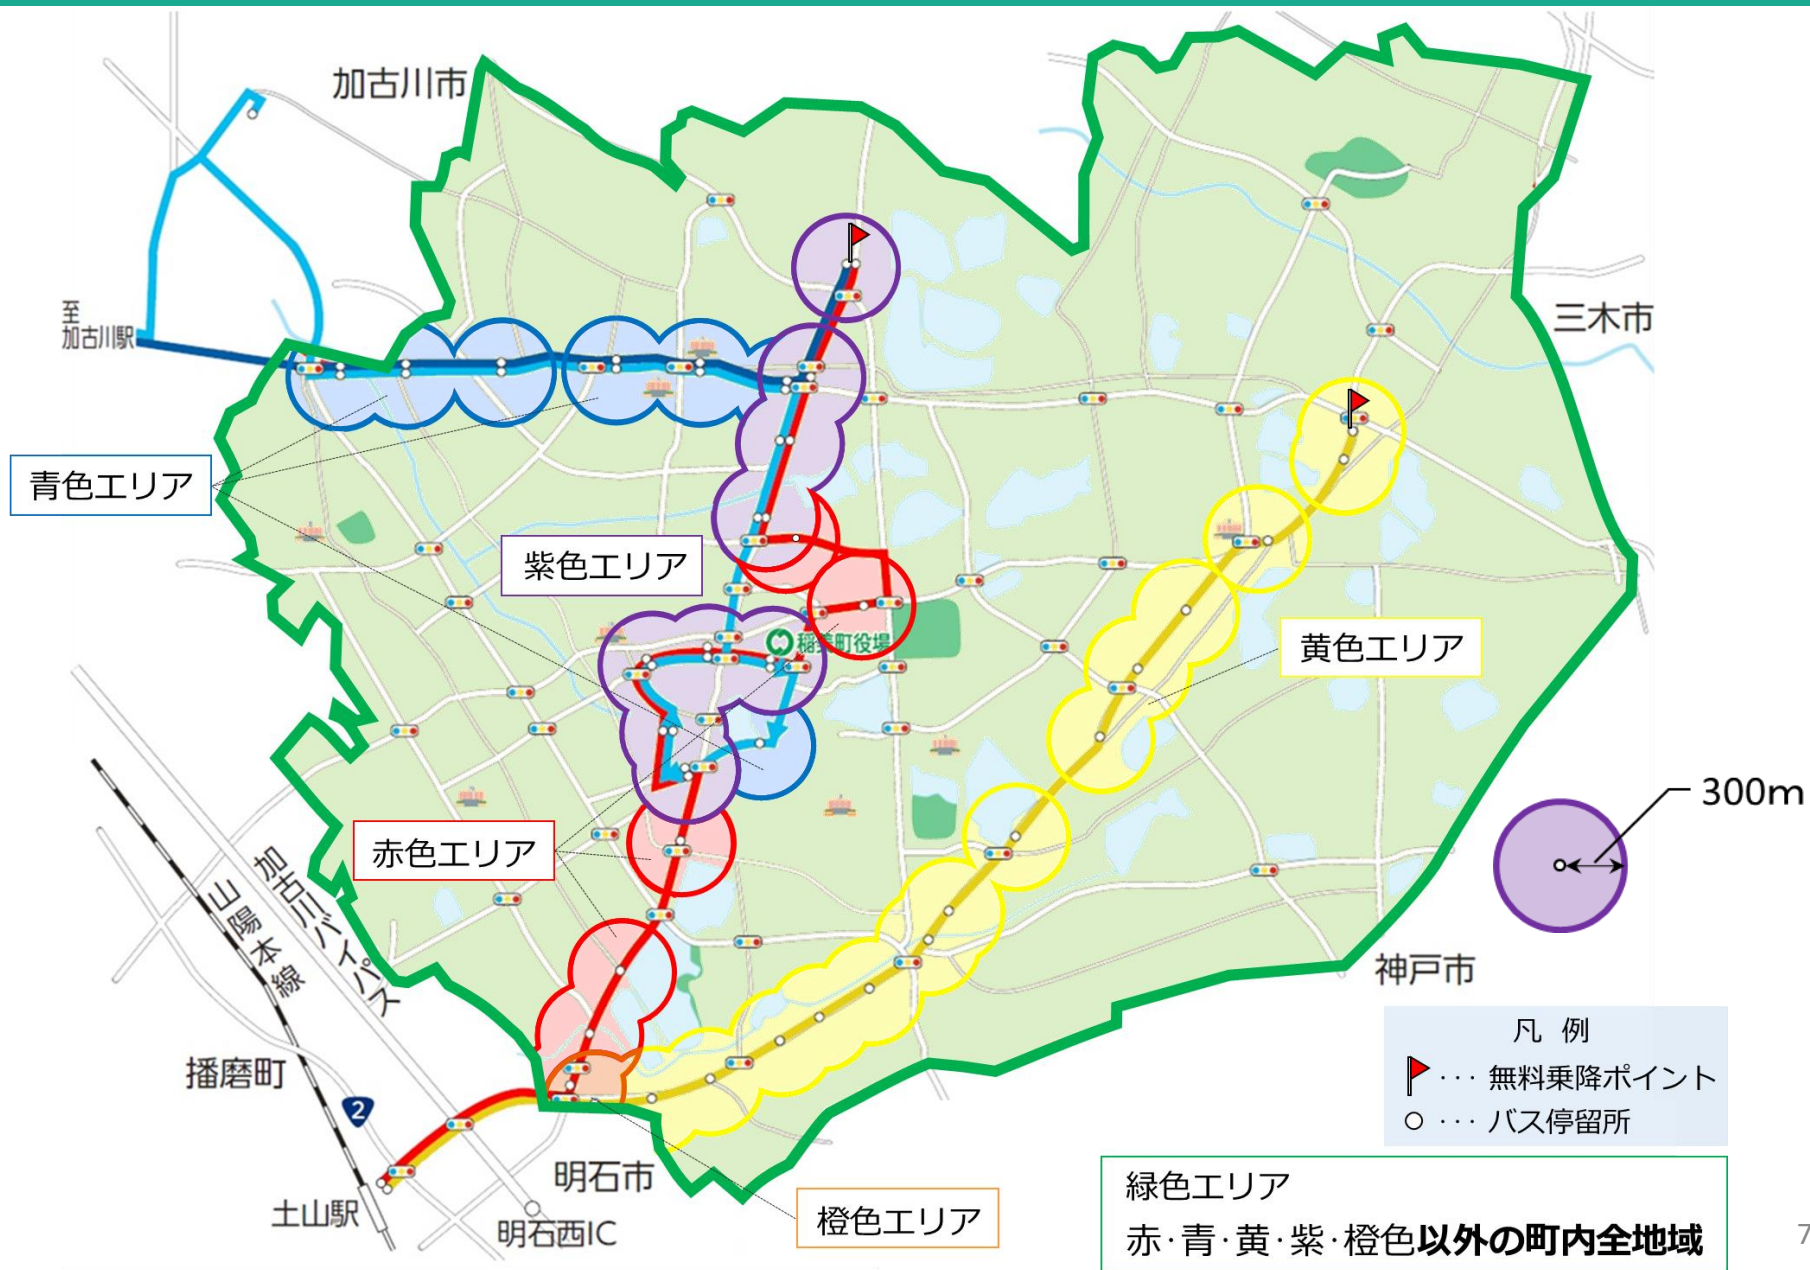 加古川市
至
加古川駅
三木市
青色エリア
紫色エリア
稲美町役場
黄色エリア
300m
赤色エリア
加古川バイパス
山陽本線
神戸市
凡 例
･･･ 無料乗降ポイント
･･･ バス停留所
播磨町
2
明石市
土山駅
明石西IC
橙色エリア
緑色エリア
赤･青･黄･紫･橙色以外の町内全地域
7